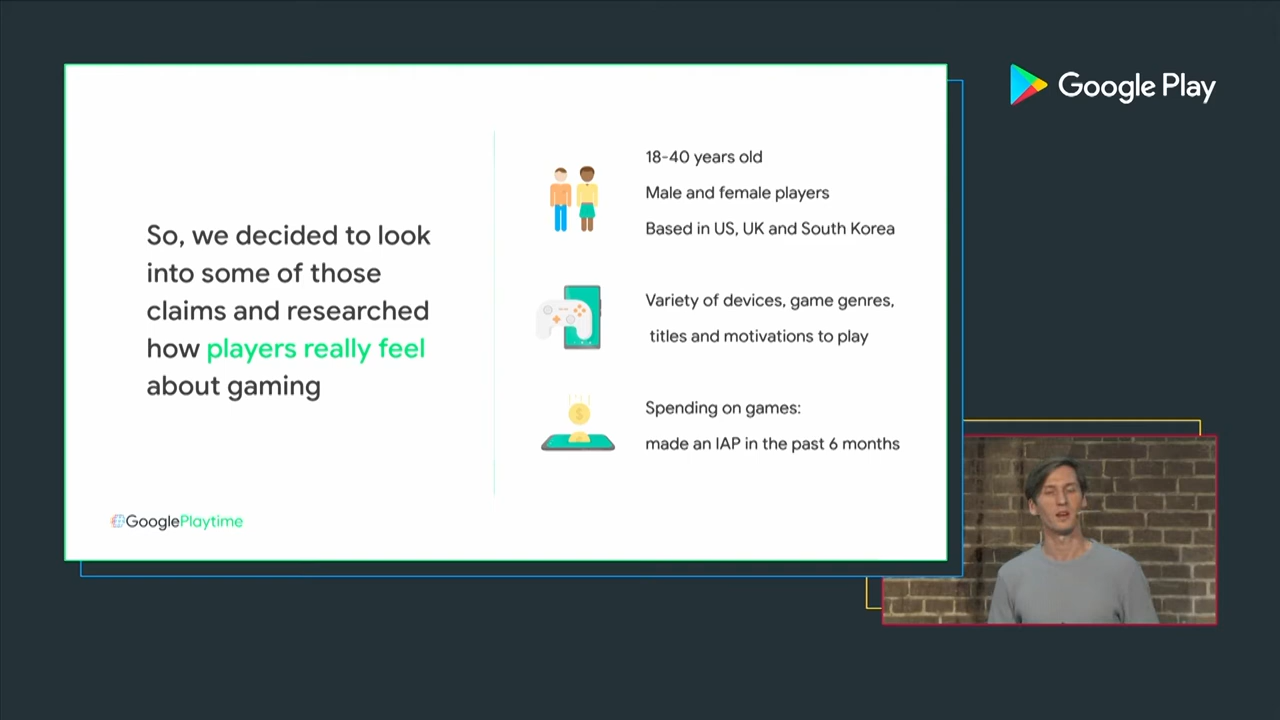 Google Play
So, we decided to look
into some of those
claims and researched
how players really feel
about gaming
18-40 years old
Male and female players
Based in US, UK and South Korea
Variety of devices, game genres,
titles and motivations to play
$
Spending on games:
made an IAP in the past 6 months
#GooglePlaytime